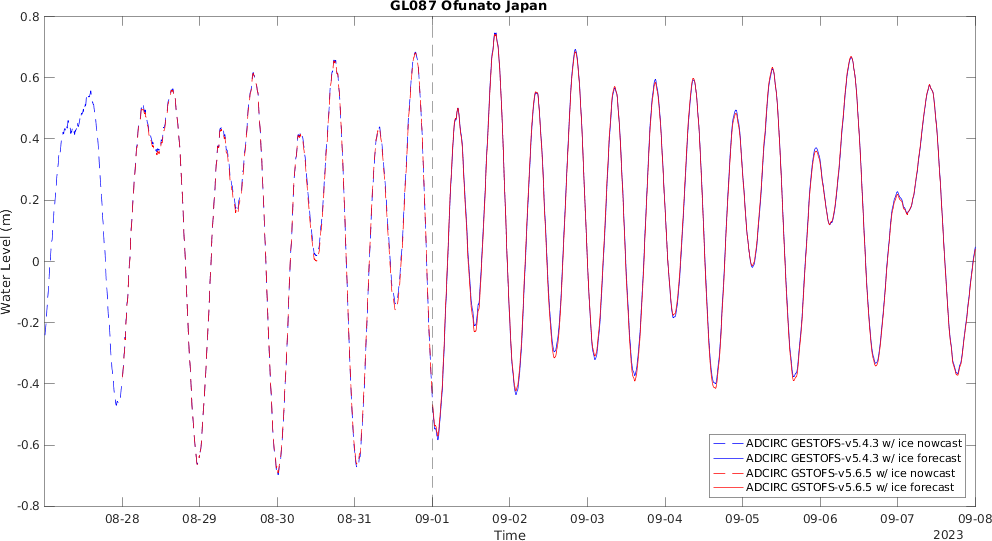 GL087 Ofunato Japan
0.8
0.6
0.4
0.2
0
-0.2
-0.4
-0.6
-0.8
Water Level (m)
ADCIRC GESTOFS-v5.4.3 w/ ice nowcast
ADCIRC GESTOFS-v5.4.3 w/ ice forecast
ADCIRC GSTOFS-v5.6.5 w/ ice nowcast
ADCIRC GSTOFS-v5.6.5 w/ ice forecast
08-28 08-29 08-30 08-31 09-01 09-02 09-03 09-04 09-05 09-06 09-07 09-08
Time
2023